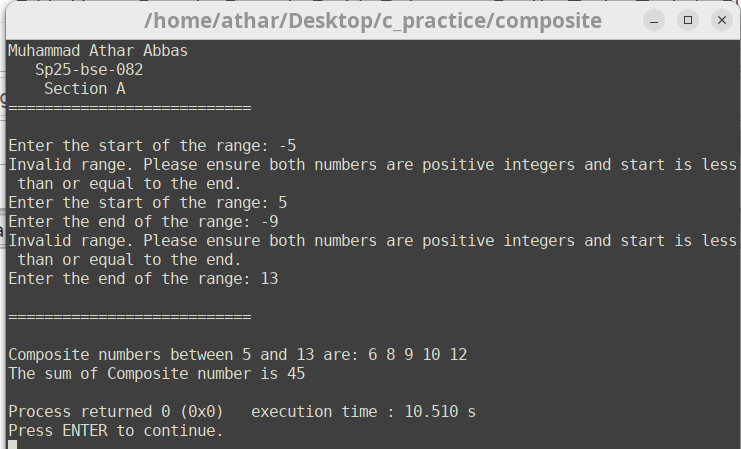 /home/athar/Desktop/c_practice/composite
Muhammad Athar Abbas
Sp25-bse-082
Section A
===========================
Enter the start of the range: -5
Invalid range. Please ensure both numbers are positive integers and start is less
than or equal to the end.
Enter the start of the range: 5
Enter the end of the range: -9
Invalid range. Please ensure both numbers are positive integers and start is less
than or equal to the end.
Enter the end of the range: 13
===========================
Composite numbers between 5 and 13 are: 6 8 9 10 12
The sum of Composite number is 45
Process returned 0 (0x0)   execution time : 10.510 s
Press ENTER to continue.